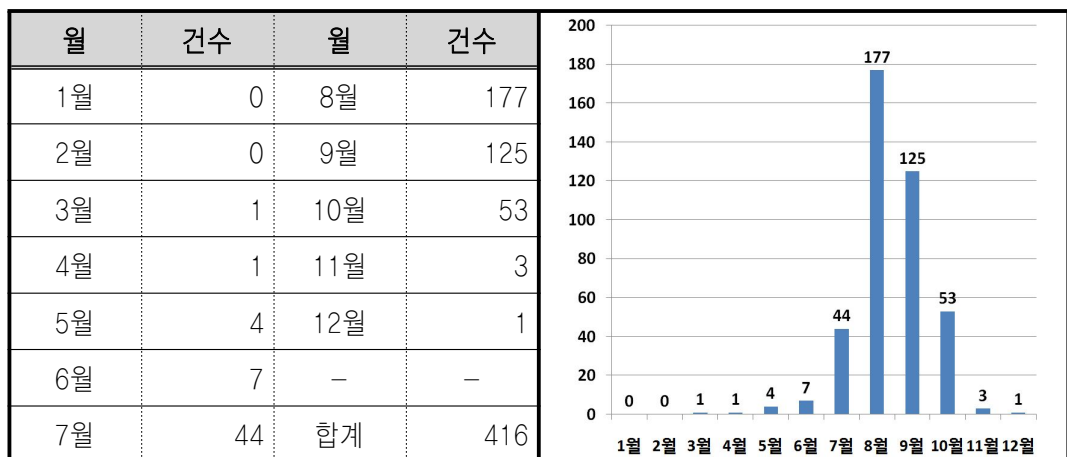 월 건수 월 건수
1월 0 8월 177
2월 0 9월 125
3월 1 10월 53
4월 1 11월 3
5월 4 12월 1
6월 7 – –
7월 44 합계 416
200
180
160
140
120
100
80
60
40
20
0
0 0 1 1 4 7 44 177 125 53 3 1
1월 2월 3월 4월 5월 6월 7월 8월 9월 10월 11월 12월